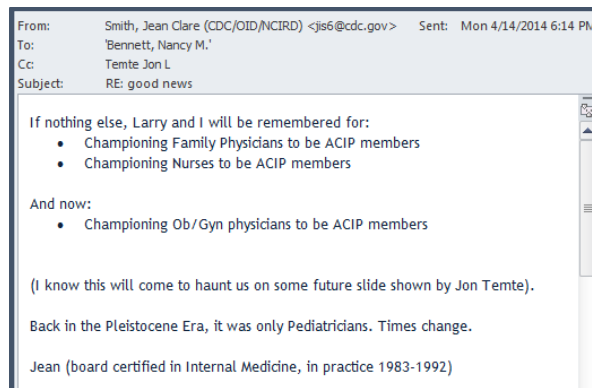 From: Smith, Jean Clare (CDC/OID/NCIRD) <jis6@cdc.gov> Sent: Mon 4/14/2014 6:14 PM
To: 'Bennett, Nancy M.'
Cc: Temte Jon L
Subject: RE: good news
If nothing else, Larry and I will be remembered for:
• Championing Family Physicians to be ACIP members
• Championing Nurses to be ACIP members
And now:
• Championing Ob/Gyn physicians to be ACIP members
(I know this will come to haunt us on some future slide shown by Jon Temte).
Back in the Pleistocene Era, it was only Pediatricians. Times change.
Jean (board certified in Internal Medicine, in practice 1983-1992)